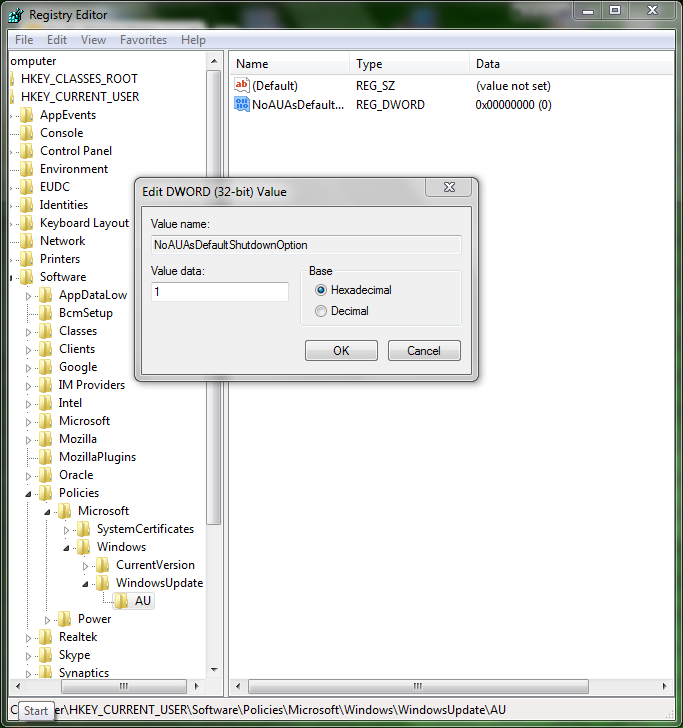 Registry Editor
File Edit View Favorites Help
omputer
HKEY_CLASSES_ROOT
HKEY_CURRENT_USER
AppEvents
Console
Control Panel
Environment
EUDC
Identities
Keyboard Layout
Network
Printers
Software
AppDataLow
BcmSetup
Classes
Clients
Google
IM Providers
Intel
Microsoft
Mozilla
MozillaPlugins
Oracle
Policies
Microsoft
SystemCertificates
Windows
CurrentVersion
WindowsUpdate
AU
Power
Realtek
Skype
Synaptics
Name Type Data
ab (Default) REG_SZ (value not set)
NoAUAsDefault... REG_DWORD 0x00000000 (0)
Edit DWORD (32-bit) Value
Value name:
NoAUAsDefaultShutdownOption
Value data:
1
Base
Hexadecimal
Decimal
OK Cancel
C er\HKEY_CURRENT_USER\Software\Policies\Microsoft\Windows\WindowsUpdate\AU
Start